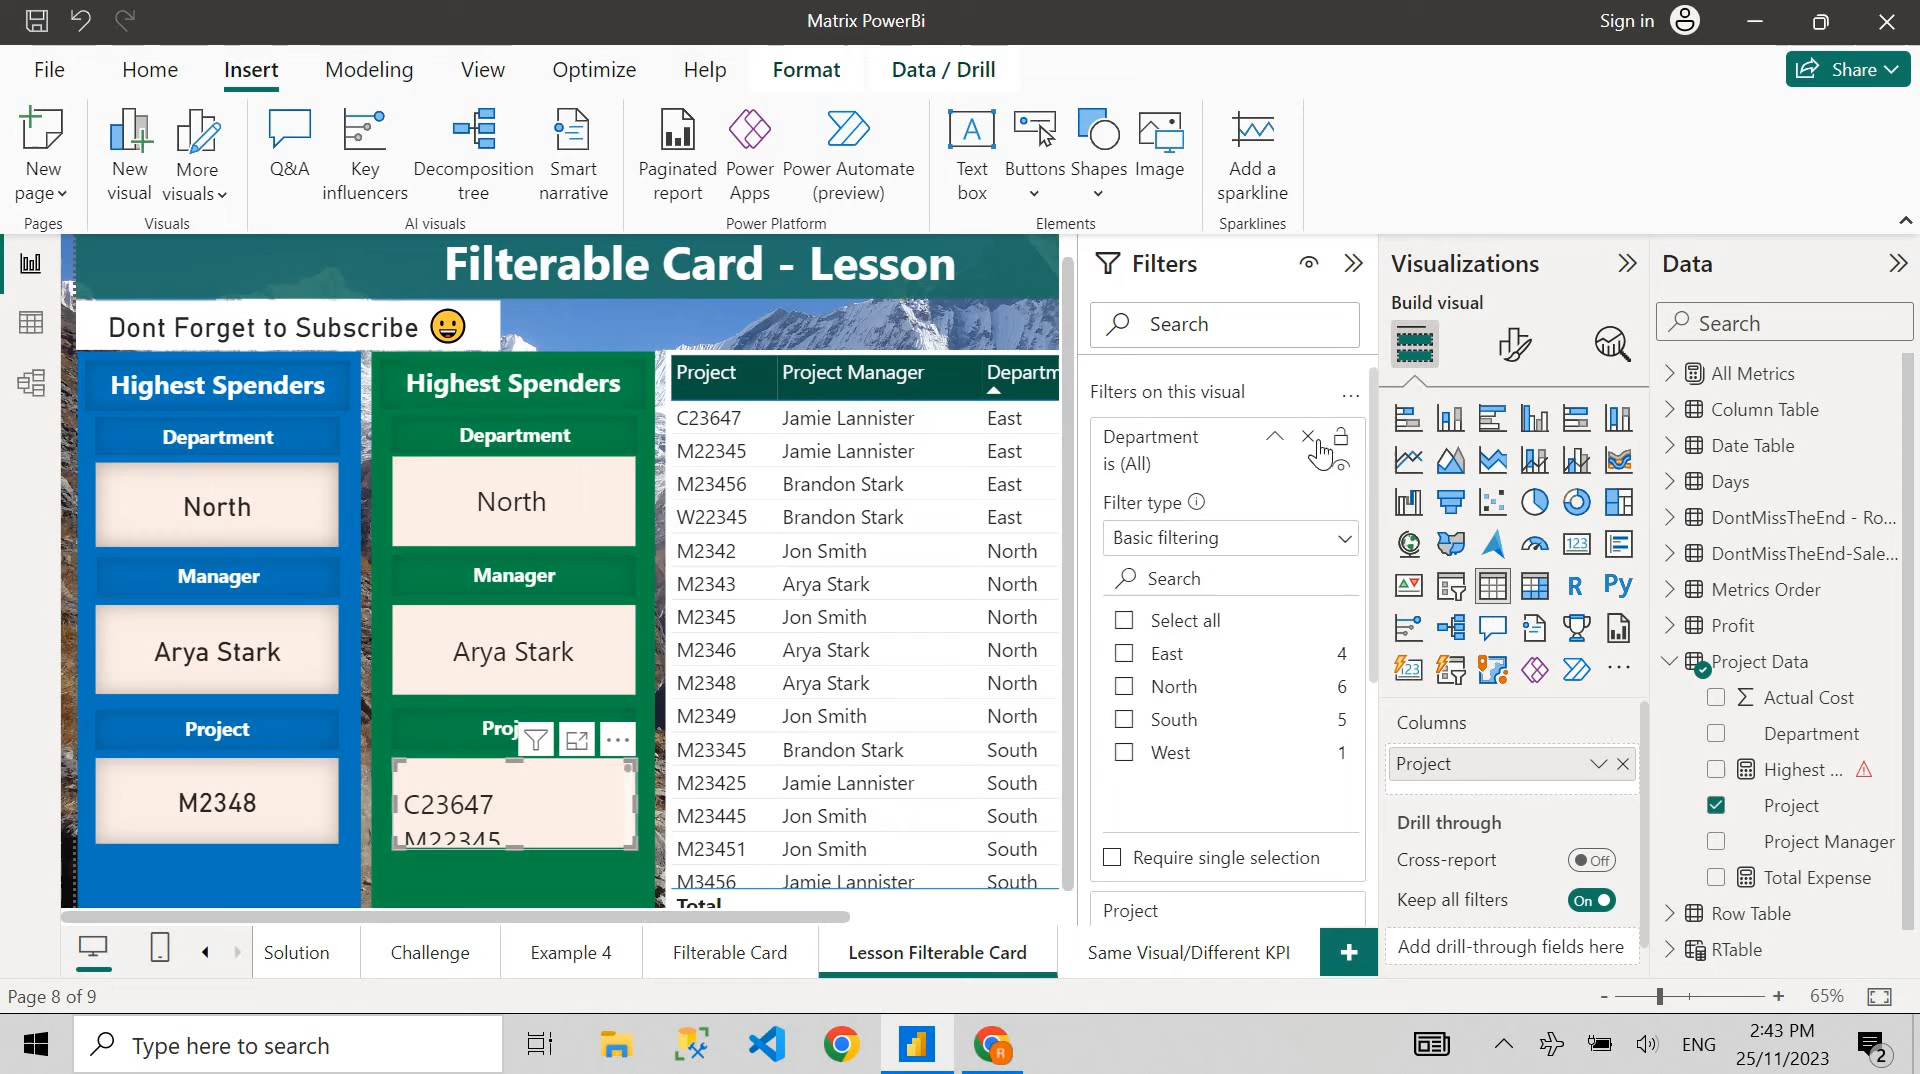 Matrix PowerBi
Sign in
File
Home
Insert
Modeling
View
Optimize
Help
Format
Data / Drill
Share
New page
Pages
New visual
More visuals
Visuals
Q&A
Key influencers
Decomposition tree
Smart narrative
AI visuals
Paginated report
Power Apps
Power Automate (preview)
Power Platform
Text box
Buttons
Shapes
Image
Elements
Add a sparkline
Sparklines
Filterable Card - Lesson
Dont Forget to Subscribe
Highest Spenders
Department
North
Manager
Arya Stark
Project
M2348
Highest Spenders
Department
North
Manager
Arya Stark
Proj
C23647
M22345
Project Project Manager Departm
C23647 Jamie Lannister East
M22345 Jamie Lannister East
M23456 Brandon Stark East
W22345 Brandon Stark East
M2342 Jon Smith North
M2343 Arya Stark North
M2345 Jon Smith North
M2346 Arya Stark North
M2348 Arya Stark North
M2349 Jon Smith North
M23345 Brandon Stark South
M23425 Jamie Lannister South
M23445 Jon Smith South
M23451 Jon Smith South
M3456 Jamie Lannister South
Total
Filters
Search
Filters on this visual
...
Department
is (All)
Filter type
Basic filtering
Search
Select all
East 4
North 6
South 5
West 1
Require single selection
Project
Visualizations
Build visual
123
R
Py
123
...
Columns
Project
Drill through
Cross-report
Off
Keep all filters
On
Add drill-through fields here
Data
Search
All Metrics
Column Table
Date Table
Days
DontMissTheEnd - Ro...
DontMissTheEnd-Sale...
Metrics Order
Profit
Project Data
Actual Cost
Department
Highest ...
Project
Project Manager
Total Expense
Row Table
RTable
Solution
Challenge
Example 4
Filterable Card
Lesson Filterable Card
Same Visual/Different KPI
Page 8 of 9
- + 65%
Type here to search
R
ENG
2:43 PM
25/11/2023
2